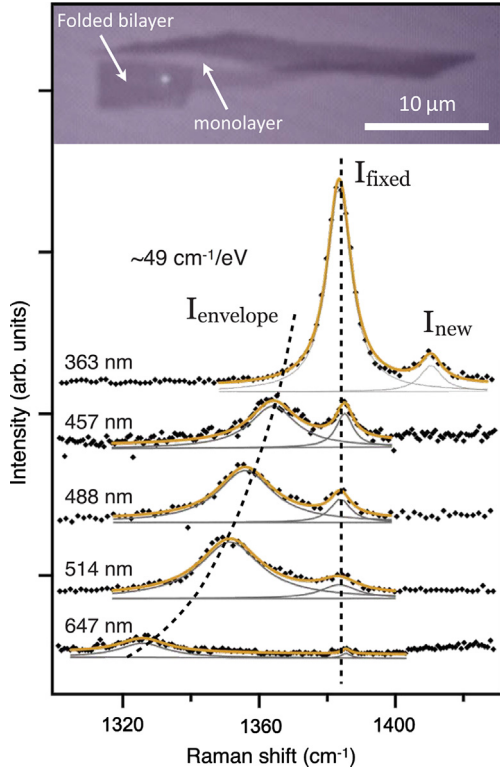 Folded bilayer
monolayer
10 μm
I_fixed
~49 cm⁻¹/eV
I_envelope
I_new
363 nm
457 nm
488 nm
514 nm
647 nm
Intensity (arb. units)
1320
1360
1400
Raman shift (cm⁻¹)